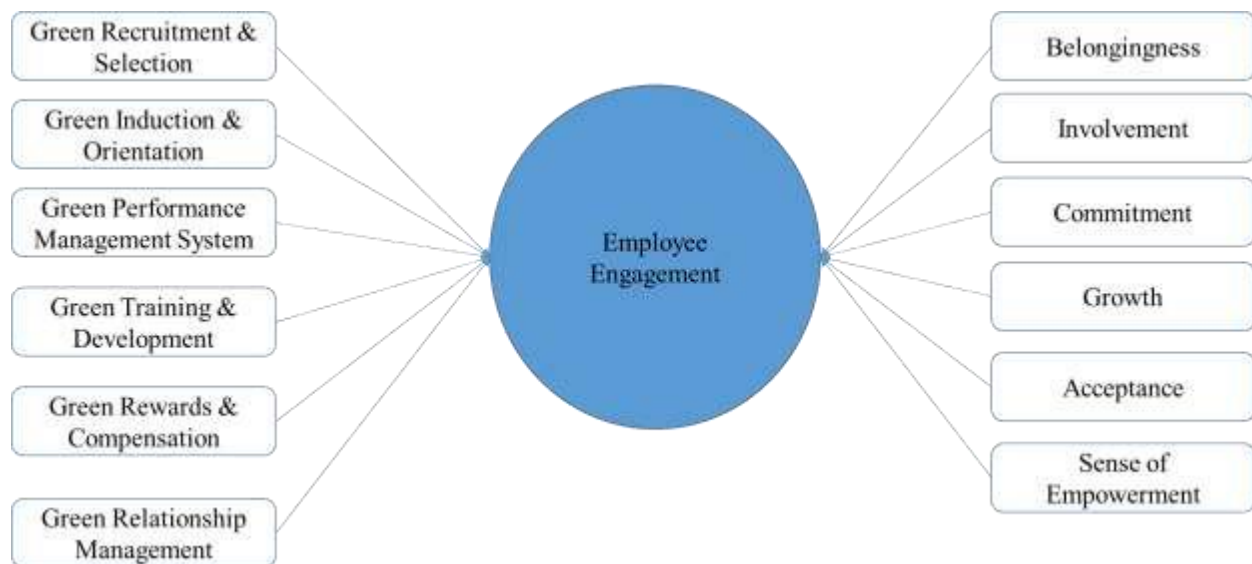 Green Recruitment &
Selection
Green Induction &
Orientation
Green Performance
Management System
Green Training &
Development
Green Rewards &
Compensation
Green Relationship
Management
Employee
Engagement
Belongingness
Involvement
Commitment
Growth
Acceptance
Sense of
Empowerment